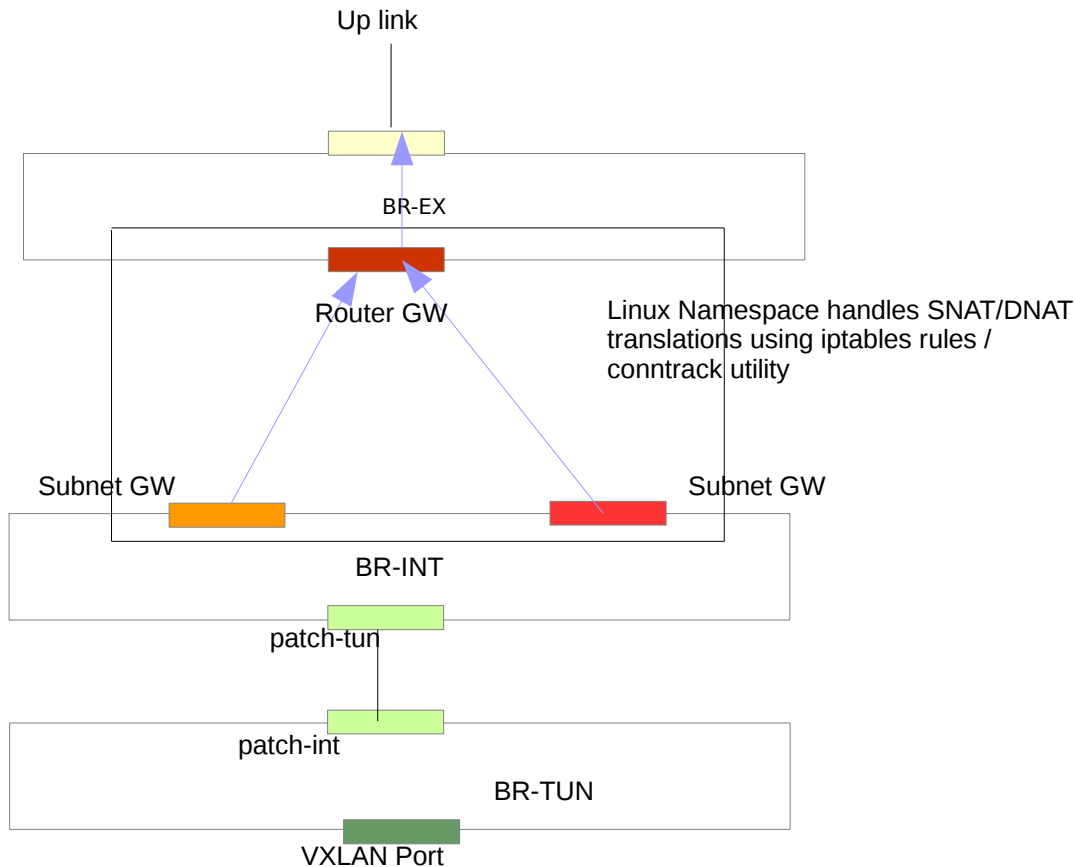 Up link
BR-EX
Router GW
Linux Namespace handles SNAT/DNAT
translations using iptables rules /
conntrack utility
Subnet GW
Subnet GW
BR-INT
patch-tun
patch-int
BR-TUN
VXLAN Port